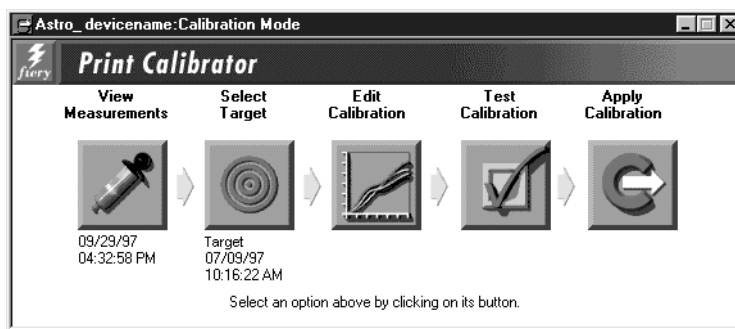 Astro_ devicename:Calibration Mode
fiery
Print Calibrator
View
Measurements
Select
Target
Edit
Calibration
Test
Calibration
Apply
Calibration
09/29/97
04:32:58 PM
Target
07/09/97
10:16:22 AM
Select an option above by clicking on its button.